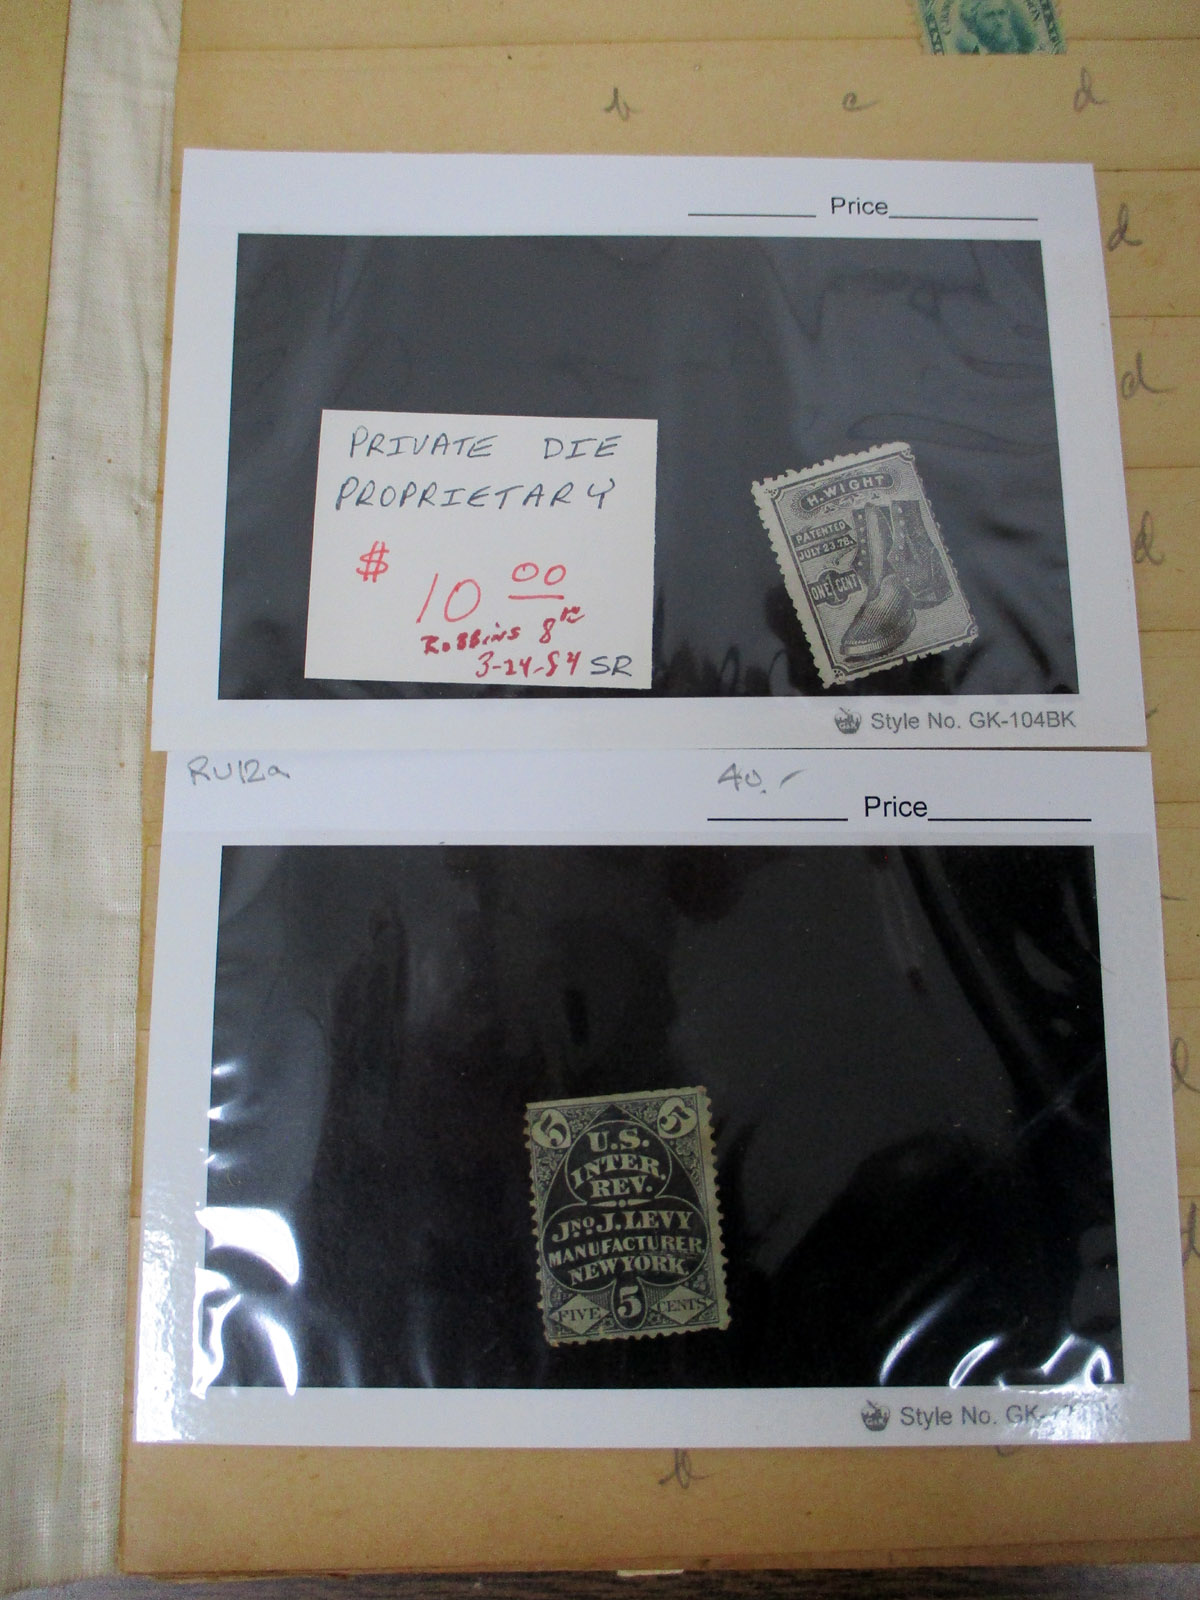 b c d
Price
d
d
d
PRIVATE DIE
PROPRIETARY
$ 10 00
ROBBINS
3-24-84 SR
H. WIGHT
PATENTED
JULY 23.78.
ONE 1 CENT
Style No. GK-104BK
RU12a 40.-
Price
5 5
U.S.
INTER.
REV.
JNO J. LEVY
MANUFACTURER.
NEW YORK.
FIVE 5 CENTS
d
d
Style No. GK-
b